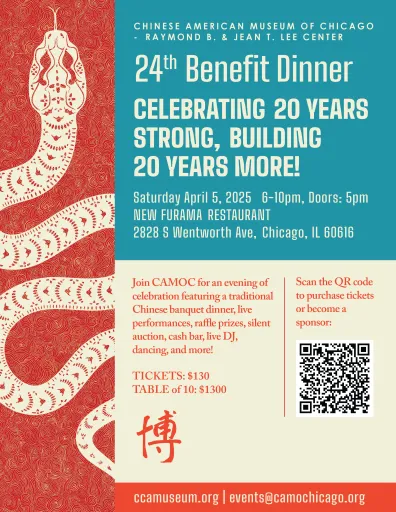 CHINESE AMERICAN MUSEUM OF CHICAGO
- RAYMOND B. & JEAN T. LEE CENTER
24th Benefit Dinner
CELEBRATING 20 YEARS
STRONG, BUILDING
20 YEARS MORE!
Saturday April 5, 2025 6-10pm, Doors: 5pm
NEW FURAMA RESTAURANT
2828 S Wentworth Ave, Chicago, IL 60616
Join CAMOC for an evening of
celebration featuring a traditional
Chinese banquet dinner, live
performances, raffle prizes, silent
auction, cash bar, live DJ,
dancing, and more!
TICKETS: $130
TABLE of 10: $1300
博
Scan the QR code
to purchase tickets
or become a
sponsor:
ccamuseum.org | events@camochicago.org